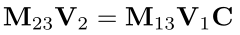 M₂₃V₂ = M₁₃V₁C